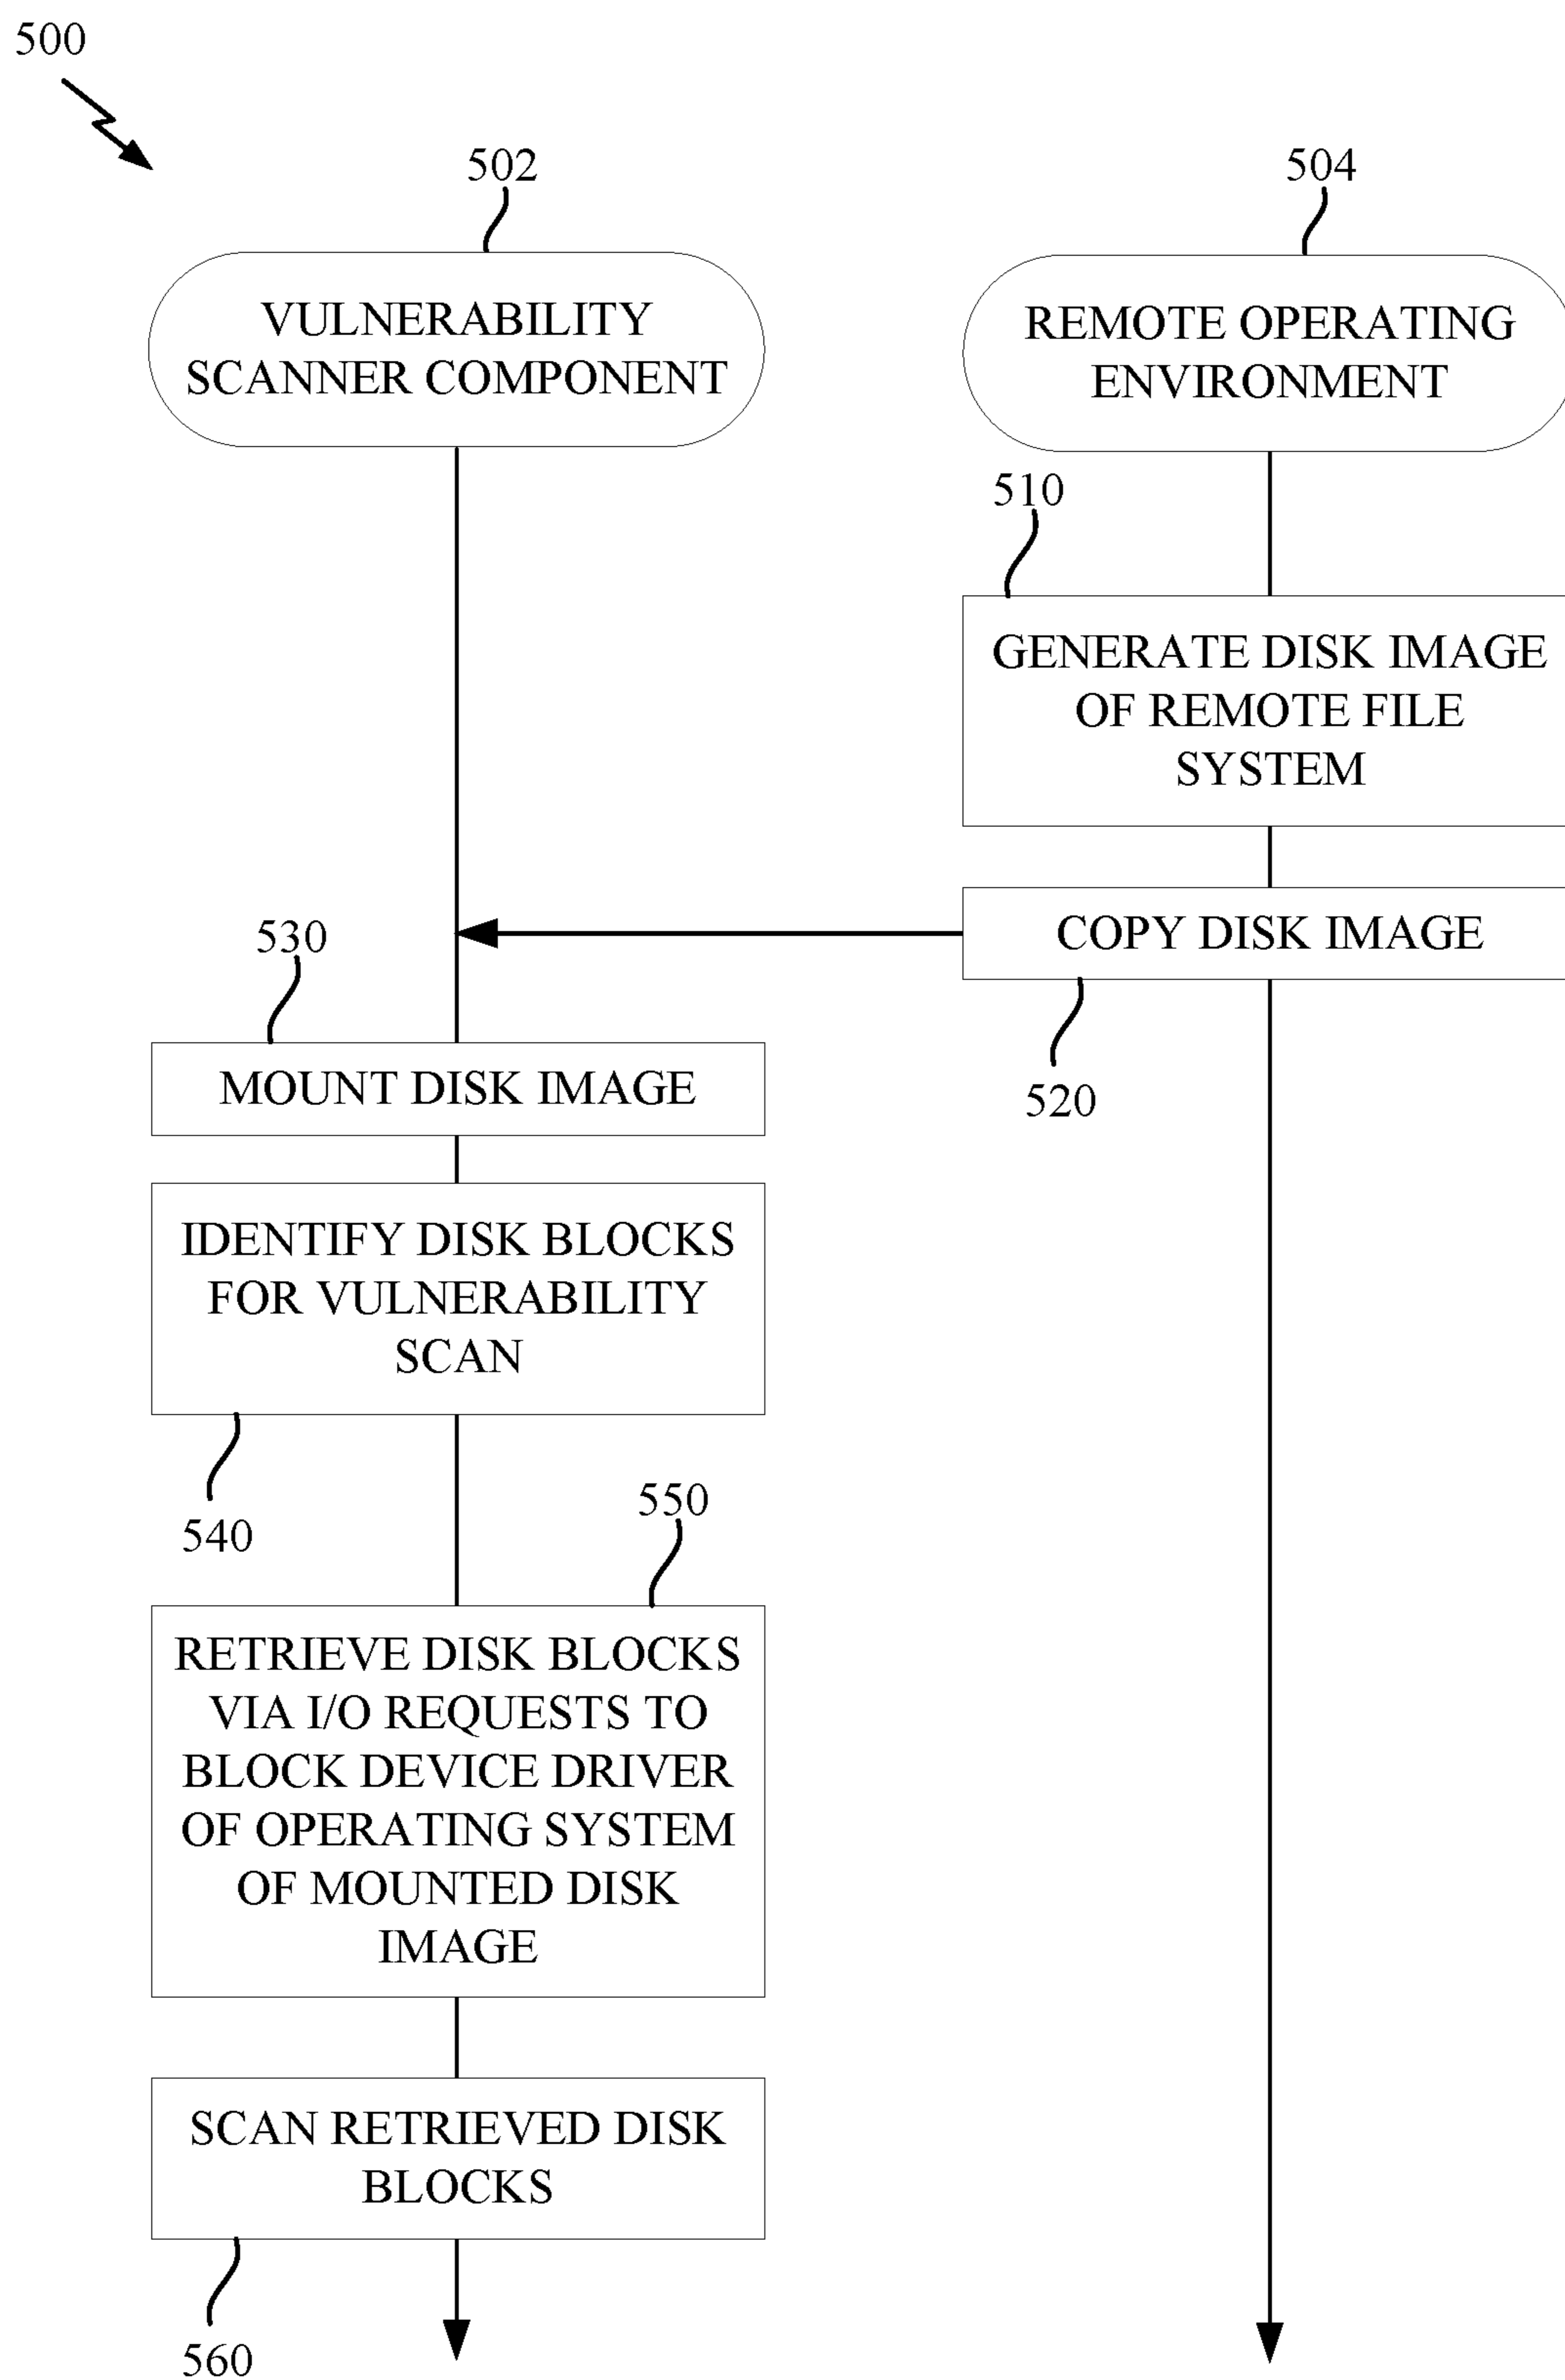 500
502
504
VULNERABILITY
SCANNER COMPONENT
REMOTE OPERATING
ENVIRONMENT
510
GENERATE DISK IMAGE
OF REMOTE FILE
SYSTEM
COPY DISK IMAGE
520
530
MOUNT DISK IMAGE
IDENTIFY DISK BLOCKS
FOR VULNERABILITY
SCAN
540
550
RETRIEVE DISK BLOCKS
VIA I/O REQUESTS TO
BLOCK DEVICE DRIVER
OF OPERATING SYSTEM
OF MOUNTED DISK
IMAGE
SCAN RETRIEVED DISK
BLOCKS
560